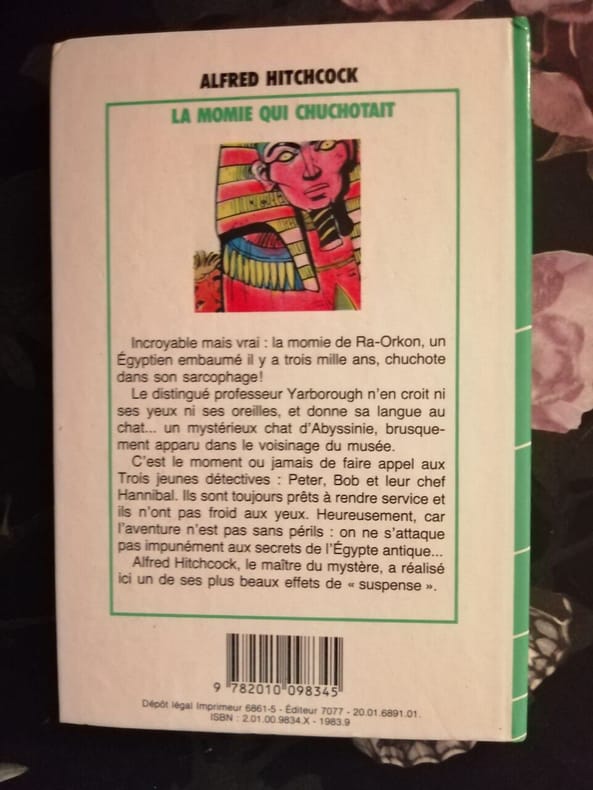 ALFRED HITCHCOCK
LA MOMIE QUI CHUCHOTAIT
Incroyable mais vrai : la momie de Ra-Orkon, un
Égyptien embaumé il y a trois mille ans, chuchote
dans son sarcophage!
Le distingué professeur Yarborough n'en croit ni
ses yeux ni ses oreilles, et donne sa langue au
chat... un mystérieux chat d'Abyssinie, brusque-
ment apparu dans le voisinage du musée.
C'est le moment ou jamais de faire appel aux
Trois jeunes détectives : Peter, Bob et leur chef
Hannibal. Ils sont toujours prêts à rendre service et
ils n'ont pas froid aux yeux. Heureusement, car
l'aventure n'est pas sans périls : on ne s'attaque
pas impunément aux secrets de l'Égypte antique...
Alfred Hitchcock, le maître du mystère, a réalisé
ici un de ses plus beaux effets de « suspense ».
9 782010 098345
Dépôt légal Imprimeur 6861-5 - Éditeur 7077 - 20.01.6891.01.
ISBN : 2.01.00.9834.X - 1983.9